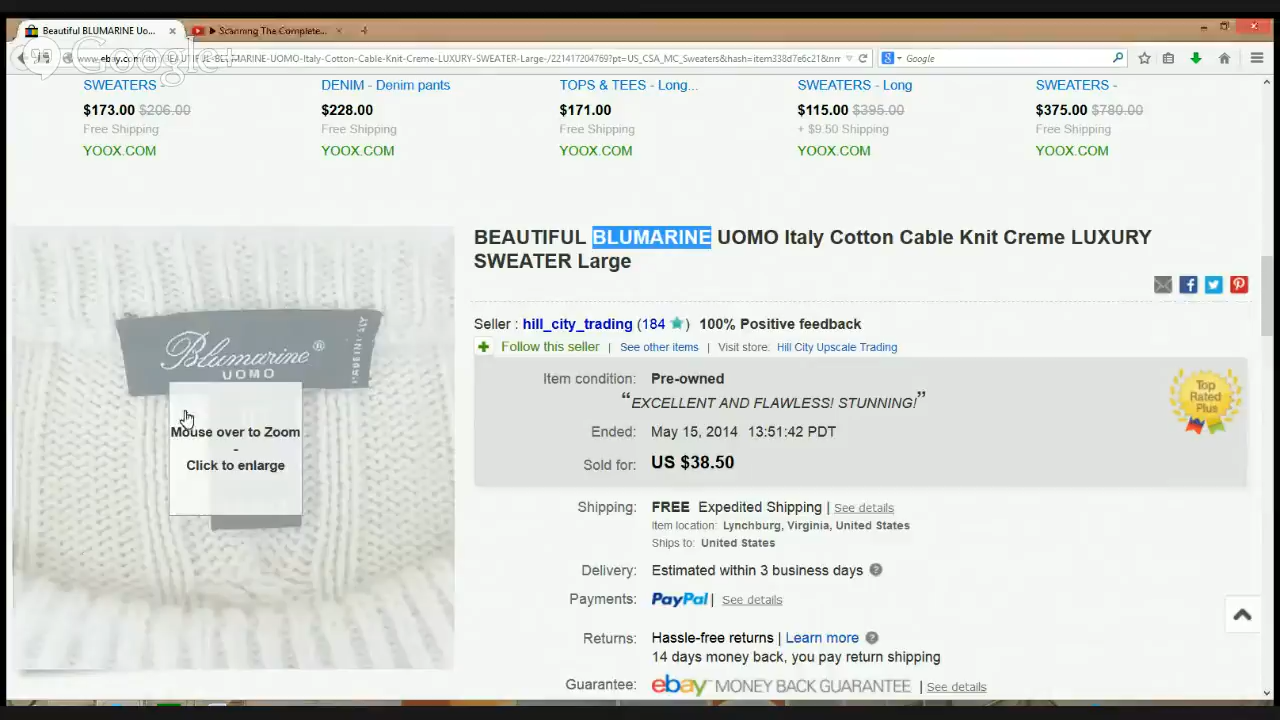 Beautiful BLUMARINE Uo...
Scanning The Complete...
Google+
www.ebay.com/itm/BEAUTIFUL-BLUMARINE-UOMO-Italy-Cotton-Cable-Knit-Creme-LUXURY-SWEATER-Large-/221417204769?pt=US_CSA_MC_Sweaters&hash=item338d7e6c21&nm
Google
SWEATERS - DENIM - Denim pants TOPS & TEES - Long... SWEATERS - Long SWEATERS -
$173.00 $206.00 $228.00 $171.00 $115.00 $395.00 $375.00 $780.00
Free Shipping Free Shipping Free Shipping + $9.50 Shipping Free Shipping
YOOX.COM YOOX.COM YOOX.COM YOOX.COM YOOX.COM
BEAUTIFUL BLUMARINE UOMO Italy Cotton Cable Knit Creme LUXURY
SWEATER Large
Blumarine®
UOMO
MADE IN ITALY
Mouse over to Zoom
-
Click to enlarge
Seller : hill_city_trading (184 ) 100% Positive feedback
Follow this seller | See other items | Visit store: Hill City Upscale Trading
Item condition: Pre-owned
“EXCELLENT AND FLAWLESS! STUNNING!”
Top
Rated
Plus
Ended: May 15, 2014 13:51:42 PDT
Sold for: US $38.50
Shipping: FREE Expedited Shipping | See details
Item location: Lynchburg, Virginia, United States
Ships to: United States
Delivery: Estimated within 3 business days
Payments: PayPal | See details
Returns: Hassle-free returns | Learn more
14 days money back, you pay return shipping
Guarantee: ebay MONEY BACK GUARANTEE | See details